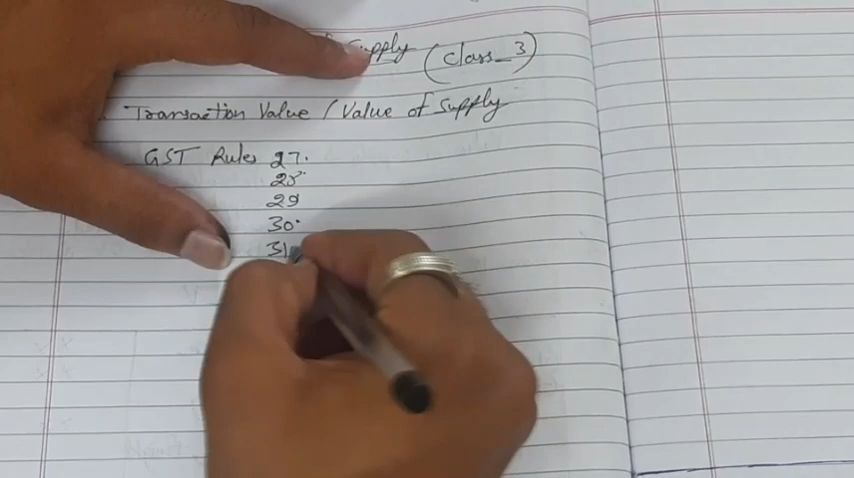 Supply (Class_3)
Transaction Value / Value of Supply
GST Rules 27.
28.
29
30.
31